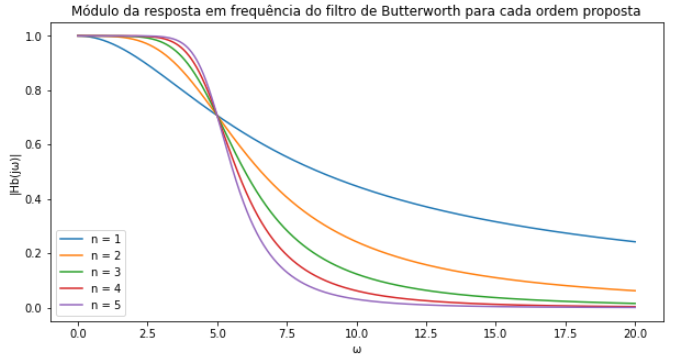 Módulo da resposta em frequência do filtro de Butterworth para cada ordem proposta
|Hb(jω)|
1.0
0.8
0.6
0.4
0.2
0.0
n = 1
n = 2
n = 3
n = 4
n = 5
0.0 2.5 5.0 7.5 10.0 12.5 15.0 17.5 20.0
ω